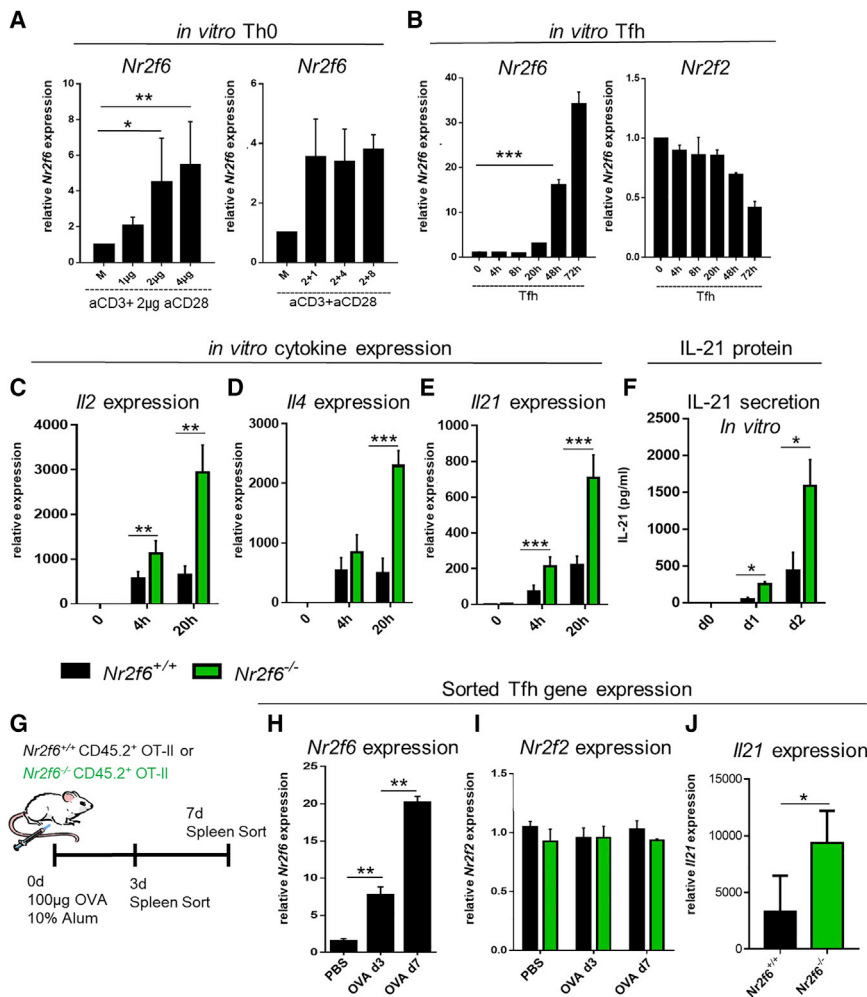 A
in vitro Th0
Nr2f6
relative Nr2f6 expression
10
8
6
4
2
0
**
*
M
1µg
2µg
4µg
aCD3+ 2µg aCD28
Nr2f6
relative Nr2f6 expression
6
4
2
0
M
2+1
2+4
2+8
aCD3+aCD28
B
in vitro Tfh
Nr2f6
relative Nr2f6 expression
40
30
20
10
0
***
0
4h
8h
20h
48h
72h
Tfh
Nr2f2
relative Nr2f6 expression
1.5
1.0
0.5
0.0
0
4h
8h
20h
48h
72h
Tfh
in vitro cytokine expression
C
Il2 expression
relative expression
4000
3000
2000
1000
0
**
**
0
4h
20h
D
Il4 expression
relative expression
3000
2000
1000
0
***
0
4h
20h
E
Il21 expression
relative expression
1000
800
600
400
200
0
***
***
0
4h
20h
IL-21 protein
F
IL-21 secretion
In vitro
IL-21 (pg/ml)
2500
2000
1500
1000
500
0
*
*
d0
d1
d2
Nr2f6+/+
Nr2f6-/-
G
Nr2f6+/+ CD45.2+ OT-II or
Nr2f6-/- CD45.2+ OT-II
7d
Spleen Sort
0d
100µg OVA
10% Alum
3d
Spleen Sort
Sorted Tfh gene expression
H
Nr2f6 expression
relative Nr2f6 expression
25
20
15
10
5
0
**
**
PBS
OVA d3
OVA d7
I
Nr2f2 expression
relative Nr2f2 expression
1.5
1.0
0.5
0.0
PBS
OVA d3
OVA d7
J
Il21 expression
relative Il21 expression
15000
10000
5000
0
*
Nr2f6+/+
Nr2f6-/-